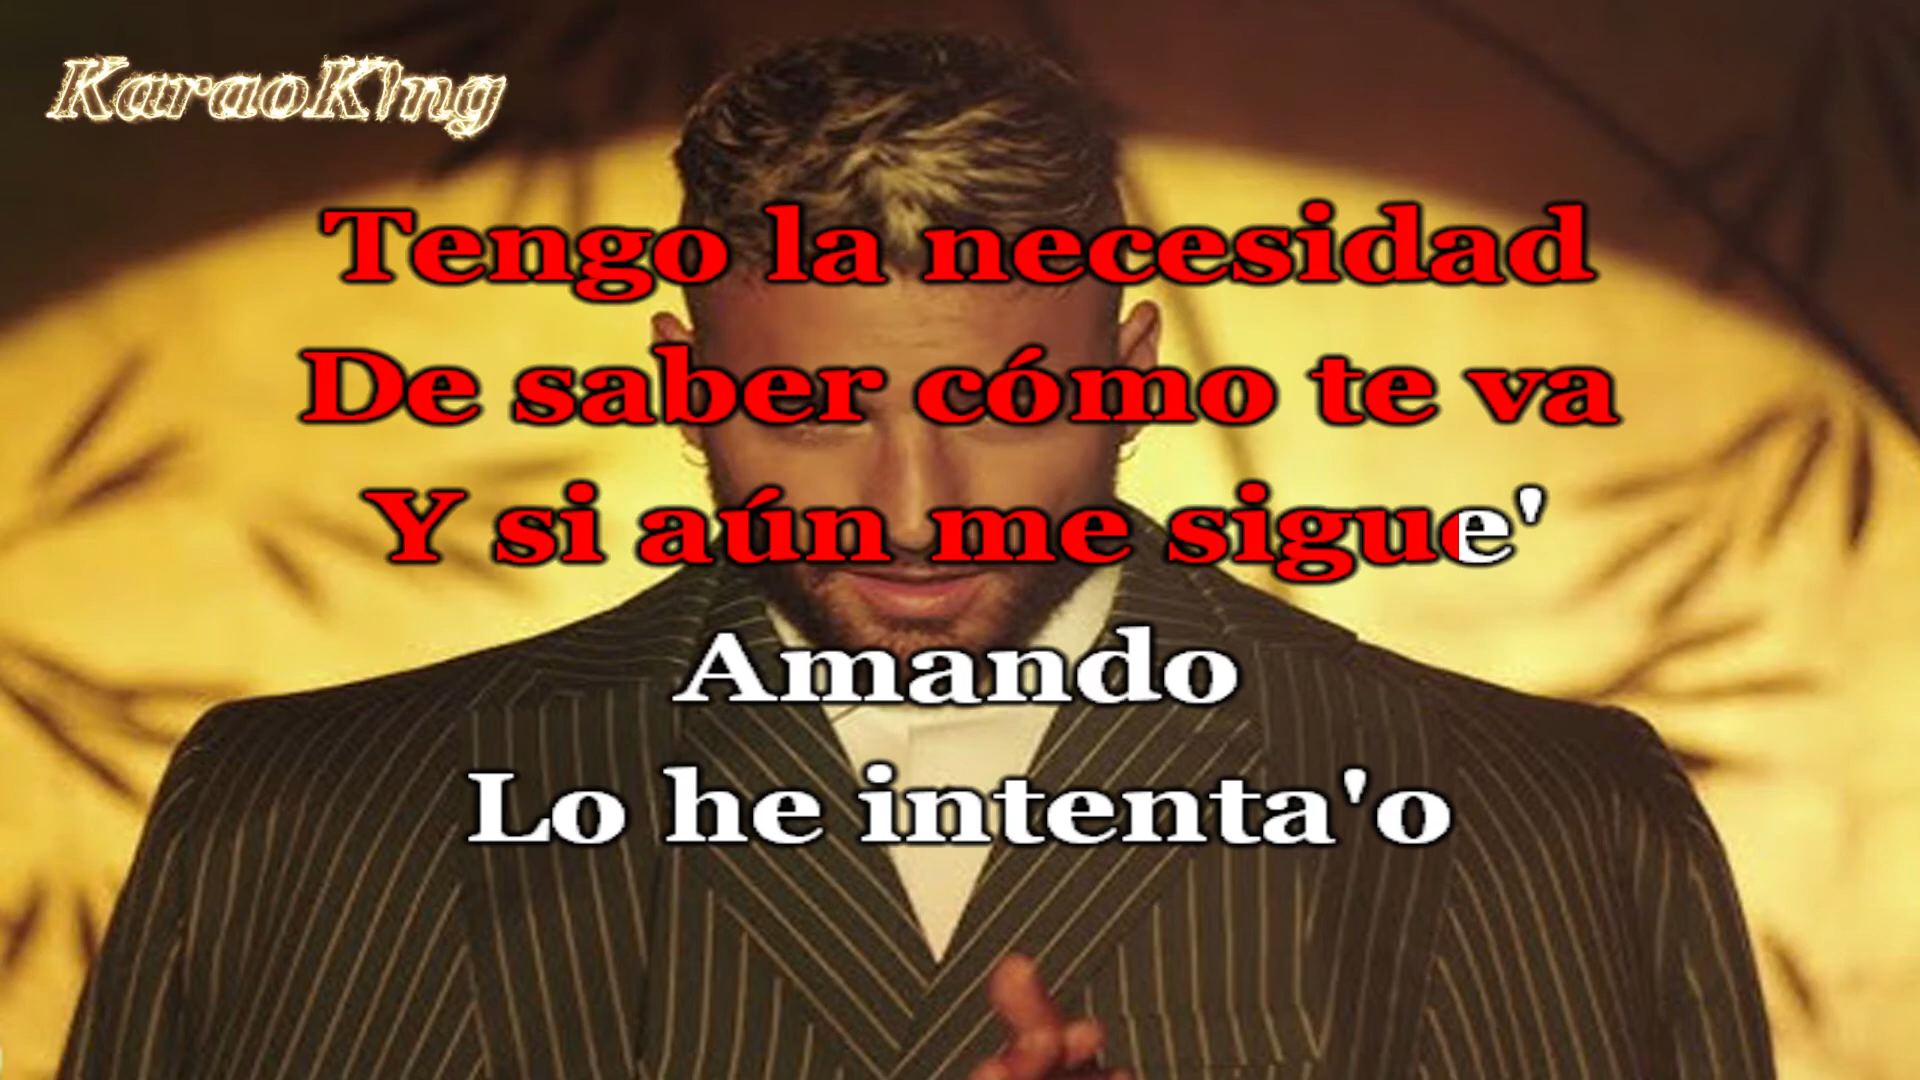 KaraoKing
Tengo la necesidad
De saber cómo te va
Y si aún me sigue'
Amando
Lo he intenta'o